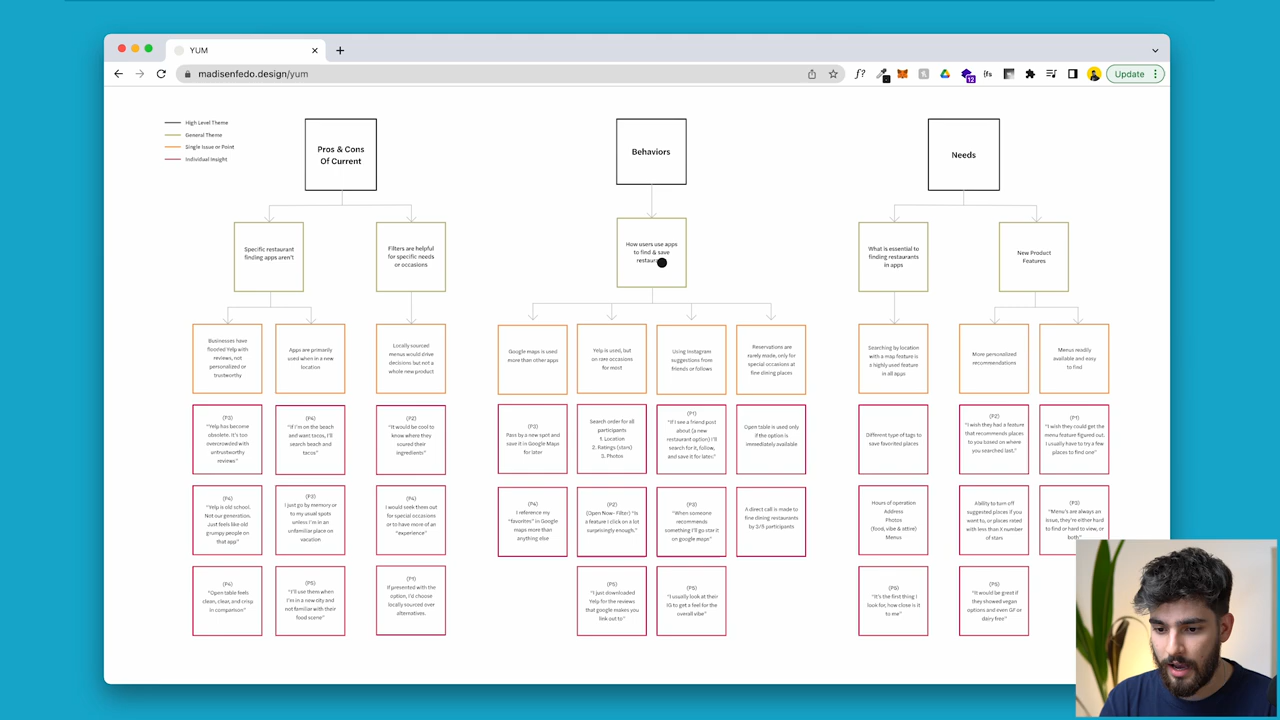 YUM
madisenfedo.design/yum
Update
12
f?
High Level Theme
General Theme
Single Issue or Point
Individual Insight
Pros & Cons
Of Current
Behaviors
Needs
Specific restaurant
finding apps aren't
Filters are helpful
for specific needs
or occasions
How users use apps
to find & save
What is essential to
finding restaurants
in apps
New Product
Features
Businesses have
flooded Yelp with
reviews, not
personalized or
trustworthy
Apps are primarily
used when in a new
location
Locally sourced
menus would drive
decisions but not a
whole new product
Google maps is used
more than other apps
Yelp is used, but
on rare occasions
for most
Using Instagram
suggestions from
friends or follows
Reservations are
rarely made, only for
special occasions at
fine dining places
Searching by location
with a map feature is
a highly used feature
in all apps
More personalized
recommendations
Menus readily
available and easy
to find
(P3)
"Yelp has become
obsolete. It's too
overcrowded with
untrustworthy
reviews"
(P4)
"If I'm on the beach
and want tacos, I'll
search beach and
tacos"
(P2)
"It would be cool to
know where they
sourced their
ingredients"
(P3)
Pass by a new spot and
save it in Google Maps
for later
Search order for all
participants
1. Location
2. Ratings (stars)
3. Photos
(P1)
"If I see a friend post
about (a new
restaurant option) I'll
search for it, follow,
and save it for later."
Open table is used only
if the option is
immediately available
Different type of tags to
save favorited places
(P2)
"I wish they had a
feature that recommends
places to you based on where
you searched last."
(P1)
"I wish they could get the
menu feature figured out.
I usually have to try a few
places to find one"
(P4)
"Yelp is old school.
Not our generation.
Just feels like old
grumpy people on
that app"
(P3)
I just go by memory or
to my usual spots
unless I'm in an
unfamiliar place on
vacation
(P4)
I would seek them out
for special occasions
or to have more of an
"experience"
(P4)
I reference my
"favorites" in Google
maps more than
anything else
(P2)
(Open Now- Filter) "Is
a feature I click on a lot
surprisingly enough."
(P3)
"When someone
recommends
something I'll go star it
on google maps"
A direct call is made to
fine dining restaurants
by 2/5 participants
Hours of operation
Address
Photos
(food, vibe & attire)
Menus
Ability to turn off
suggested places if you
want to, or places rated
with less than X number
of stars
(P3)
"Menu's are always an
issue, they're either hard
to find or hard to view, or
both"
(P4)
"Open table feels
clean, clear, and crisp
in comparison"
(P5)
"I'll use them when
I'm in a new city and
not familiar with their
food scene"
(P1)
If presented with the
option, I'd choose
locally sourced over
alternatives.
(P5)
"I just downloaded
Yelp for the reviews
that google makes you
link out to"
(P5)
"I usually look at their
IG to get a feel for the
overall vibe"
(P5)
"It's the first thing I
look for, how close is it
to me"
(P5)
"It would be great if
they showed vegan
options and even GF or
dairy free"